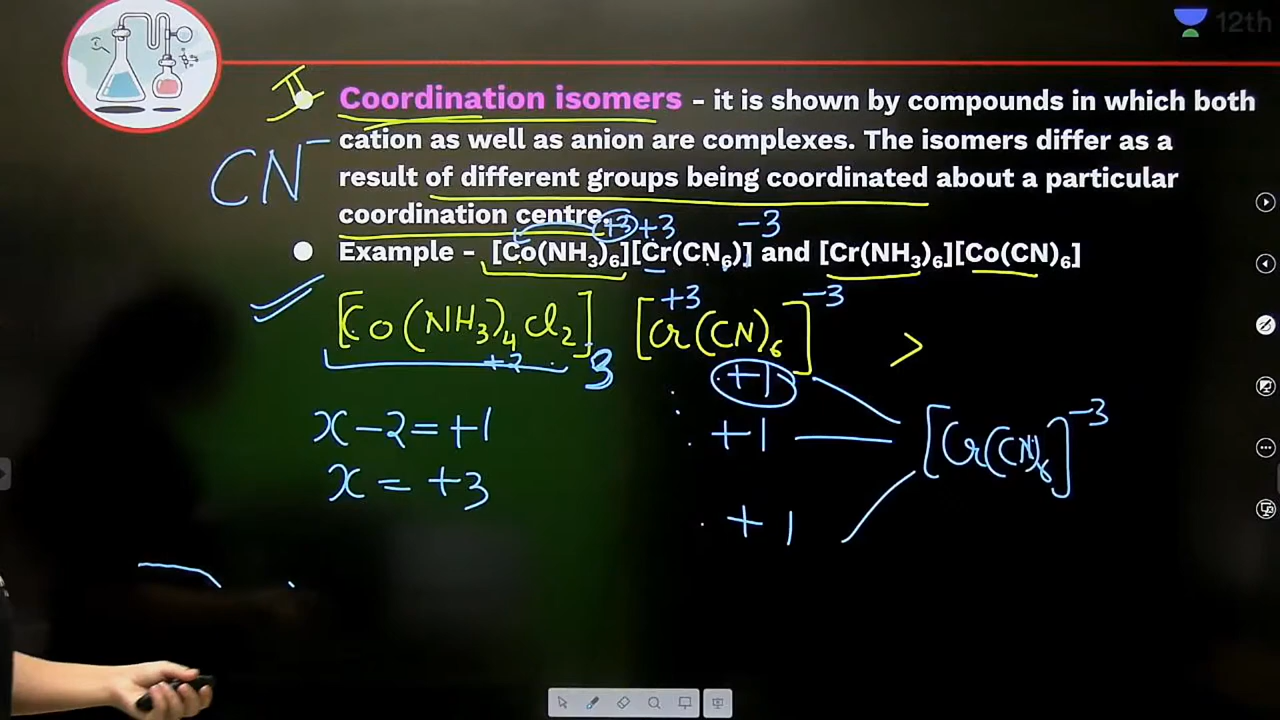 12th
II
Coordination isomers - it is shown by compounds in which both
CN⁻
cation as well as anion are complexes. The isomers differ as a
result of different groups being coordinated about a particular
coordination centre.
+3 +3 -3
Example - [Co(NH₃)₆][Cr(CN₆)] and [Cr(NH₃)₆][Co(CN)₆]
[Co(NH₃)₄Cl₂]₃ [Cr(CN)₆]⁻³ >
+3
+1
x-2=+1
+1
[Cr(CN)₆]⁻³
x = +3
+1